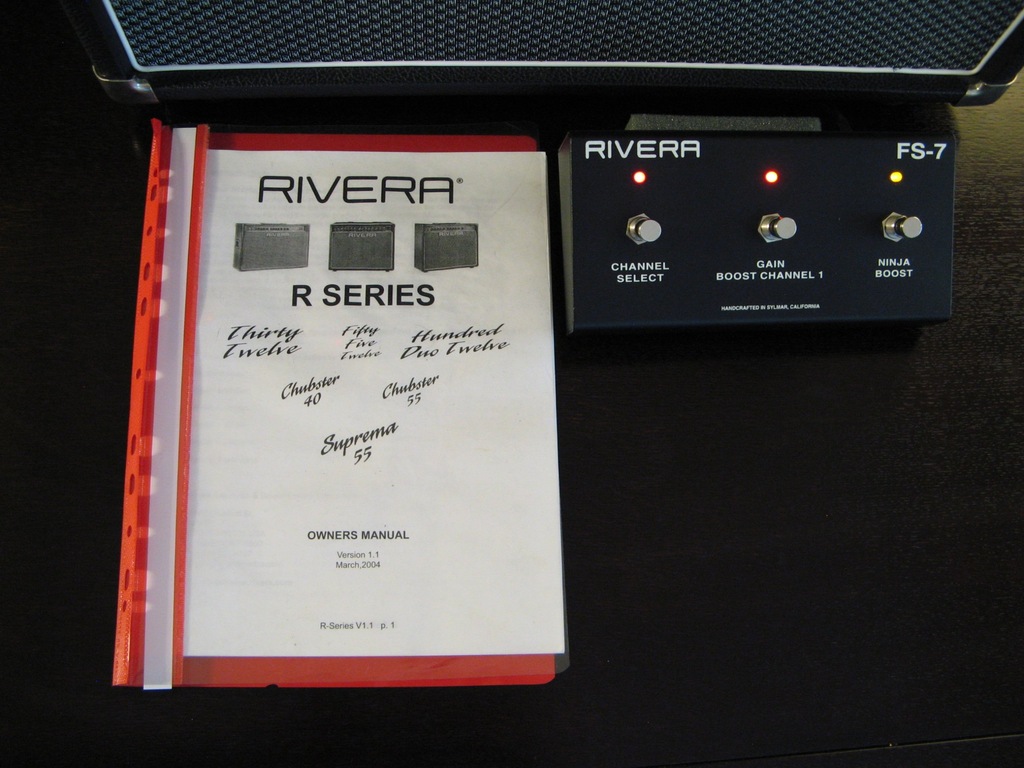 RIVERA®
RIVERA
R SERIES
Thirty Twelve
Fifty Five Twelve
Hundred Duo Twelve
Chubster 40
Chubster 55
Suprema 55
OWNERS MANUAL
Version 1.1
March,2004
R-Series V1.1 p. 1
RIVERA
FS-7
CHANNEL SELECT
GAIN BOOST CHANNEL 1
NINJA BOOST
HANDCRAFTED IN SYLMAR, CALIFORNIA